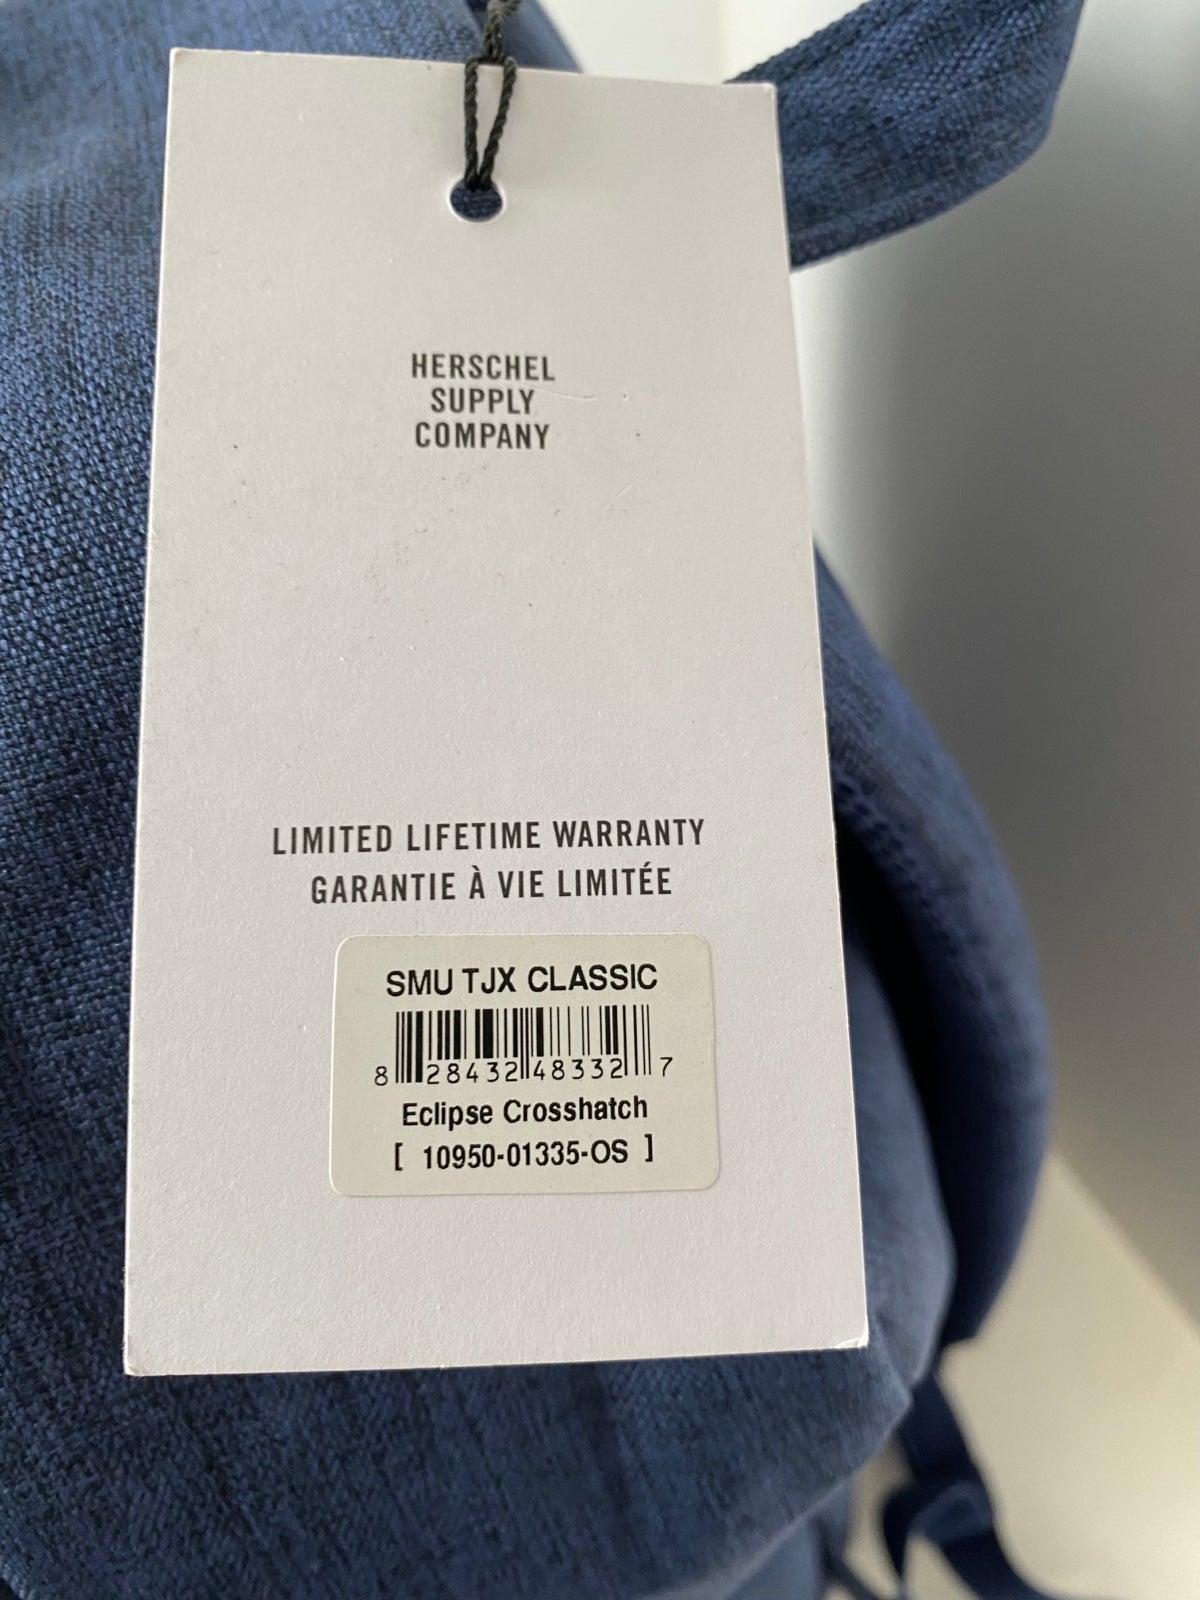 HERSCHEL
SUPPLY
COMPANY
LIMITED LIFETIME WARRANTY
GARANTIE À VIE LIMITÉE
SMU TJX CLASSIC
8 28432 48332 7
Eclipse Crosshatch
[ 10950-01335-OS ]